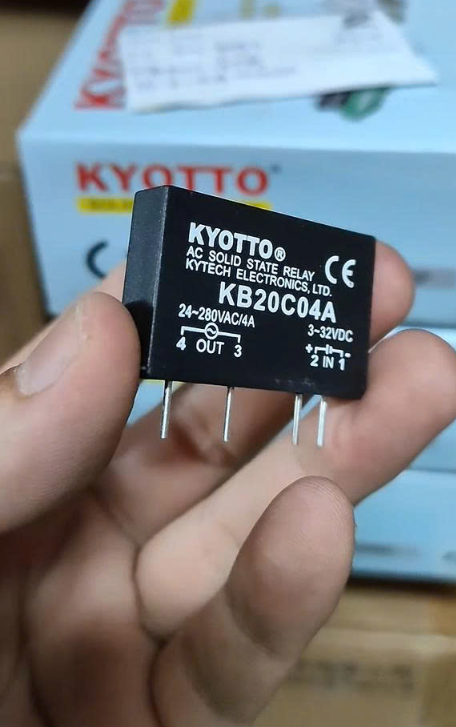 KYOTTO
KYOTTO®
AC SOLID STATE RELAY
KYTECH ELECTRONICS, LTD.
CE
KB20C04A
24~280VAC/4A
3~32VDC
4 OUT 3
+ -
2 IN 1